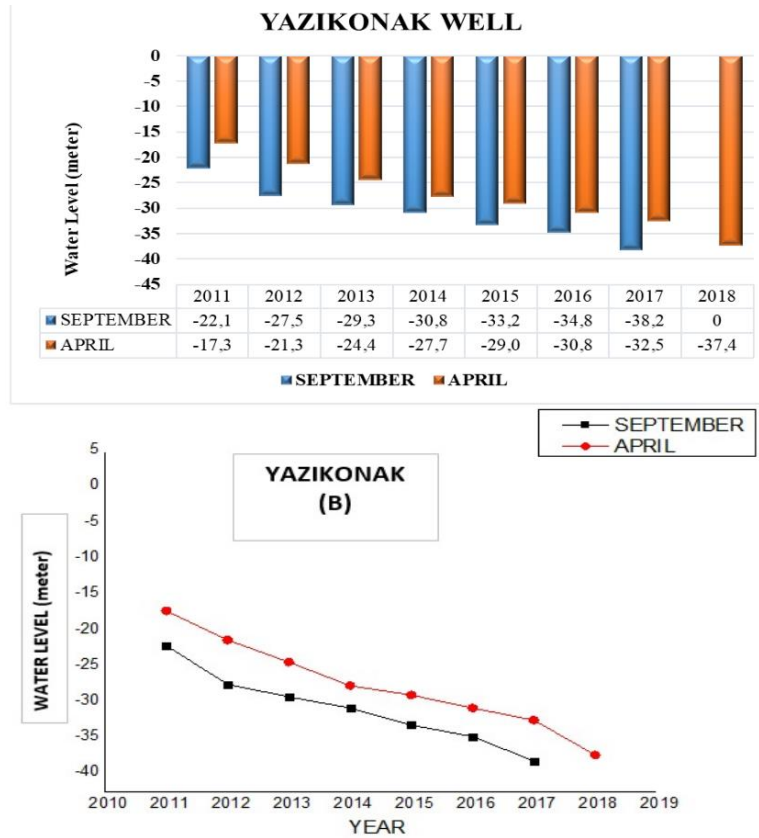 YAZIKONAK WELL
Water Level (meter)
0
-5
-10
-15
-20
-25
-30
-35
-40
-45
2011 2012 2013 2014 2015 2016 2017 2018
SEPTEMBER -22,1 -27,5 -29,3 -30,8 -33,2 -34,8 -38,2 0
APRIL -17,3 -21,3 -24,4 -27,7 -29,0 -30,8 -32,5 -37,4
SEPTEMBER APRIL
SEPTEMBER
APRIL
YAZIKONAK
(B)
WATER LEVEL (meter)
5
0
-5
-10
-15
-20
-25
-30
-35
-40
2010 2011 2012 2013 2014 2015 2016 2017 2018 2019
YEAR